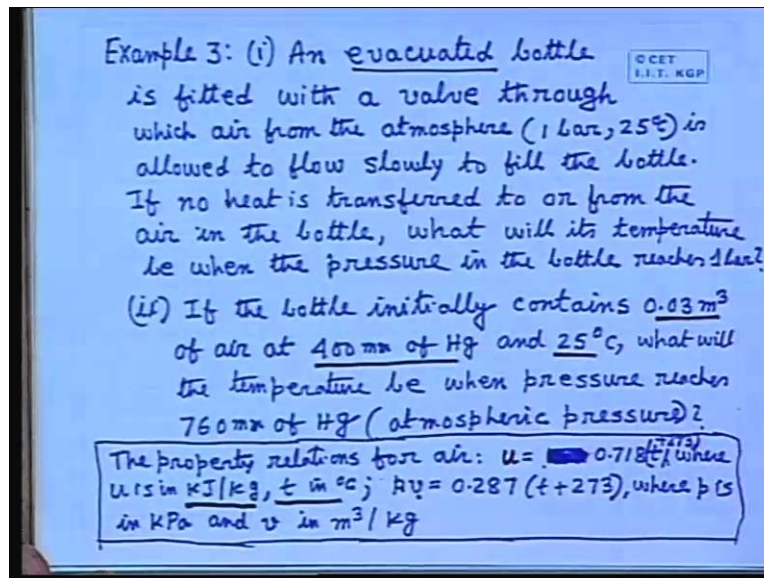 Example 3: (i) An evacuated bottle
© CET
I.I.T. KGP
is fitted with a valve through
which air from the atmosphere (1 bar, 25°C) is
allowed to flow slowly to fill the bottle.
If no heat is transferred to or from the
air in the bottle, what will its temperature
be when the pressure in the bottle reaches 1 bar?
(ii) If the bottle initially contains 0.03 m³
of air at 400 mm of Hg and 25°C, what will
the temperature be when pressure reaches
760 mm of Hg (atmospheric pressure)?
The property relations for air: u = 0.718(t+273), where
u is in kJ/kg, t in °C; pv = 0.287 (t+273), where p is
in kPa and v in m³/kg